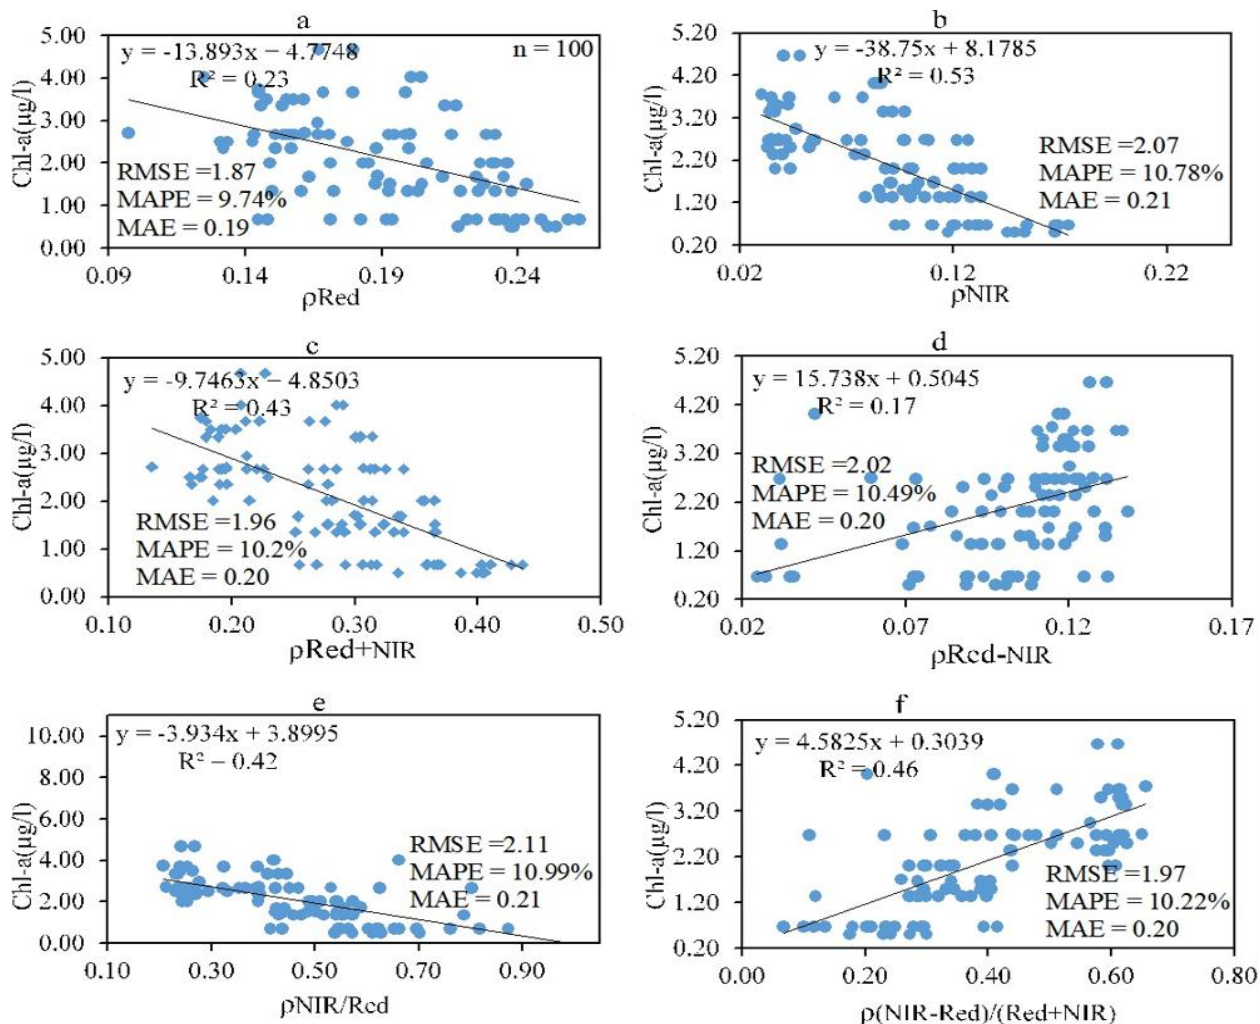 a
y = -13.893x − 4.7748
n = 100
R² = 0.23
RMSE =1.87
MAPE = 9.74%
MAE = 0.19
Chl-a(µg/l)
5.00
4.00
3.00
2.00
1.00
0.00
0.09 0.14 0.19 0.24
ρRed
b
y = -38.75x + 8.1785
R² = 0.53
RMSE =2.07
MAPE = 10.78%
MAE = 0.21
Chl-a(µg/l)
5.20
4.20
3.20
2.20
1.20
0.20
0.02 0.12 0.22
ρNIR
c
y = -9.7463x − 4.8503
R² = 0.43
RMSE =1.96
MAPE = 10.2%
MAE = 0.20
Chl-a(µg/l)
5.00
4.00
3.00
2.00
1.00
0.00
0.10 0.20 0.30 0.40 0.50
ρRed+NIR
d
y = 15.738x + 0.5045
R² = 0.17
RMSE =2.02
MAPE = 10.49%
MAE = 0.20
Chl-a(µg/l)
5.20
4.20
3.20
2.20
1.20
0.20
0.02 0.07 0.12 0.17
ρRed-NIR
e
y = -3.934x + 3.8995
R² − 0.42
RMSE =2.11
MAPE = 10.99%
MAE = 0.21
Chl-a(µg/l)
10.00
8.00
6.00
4.00
2.00
0.00
0.10 0.30 0.50 0.70 0.90
ρNIR/Red
f
y = 4.5825x + 0.3039
R² = 0.46
RMSE =1.97
MAPE = 10.22%
MAE = 0.20
Chl-a(µg/l)
5.20
4.20
3.20
2.20
1.20
0.20
0.00 0.20 0.40 0.60 0.80
ρ(NIR-Red)/(Red+NIR)